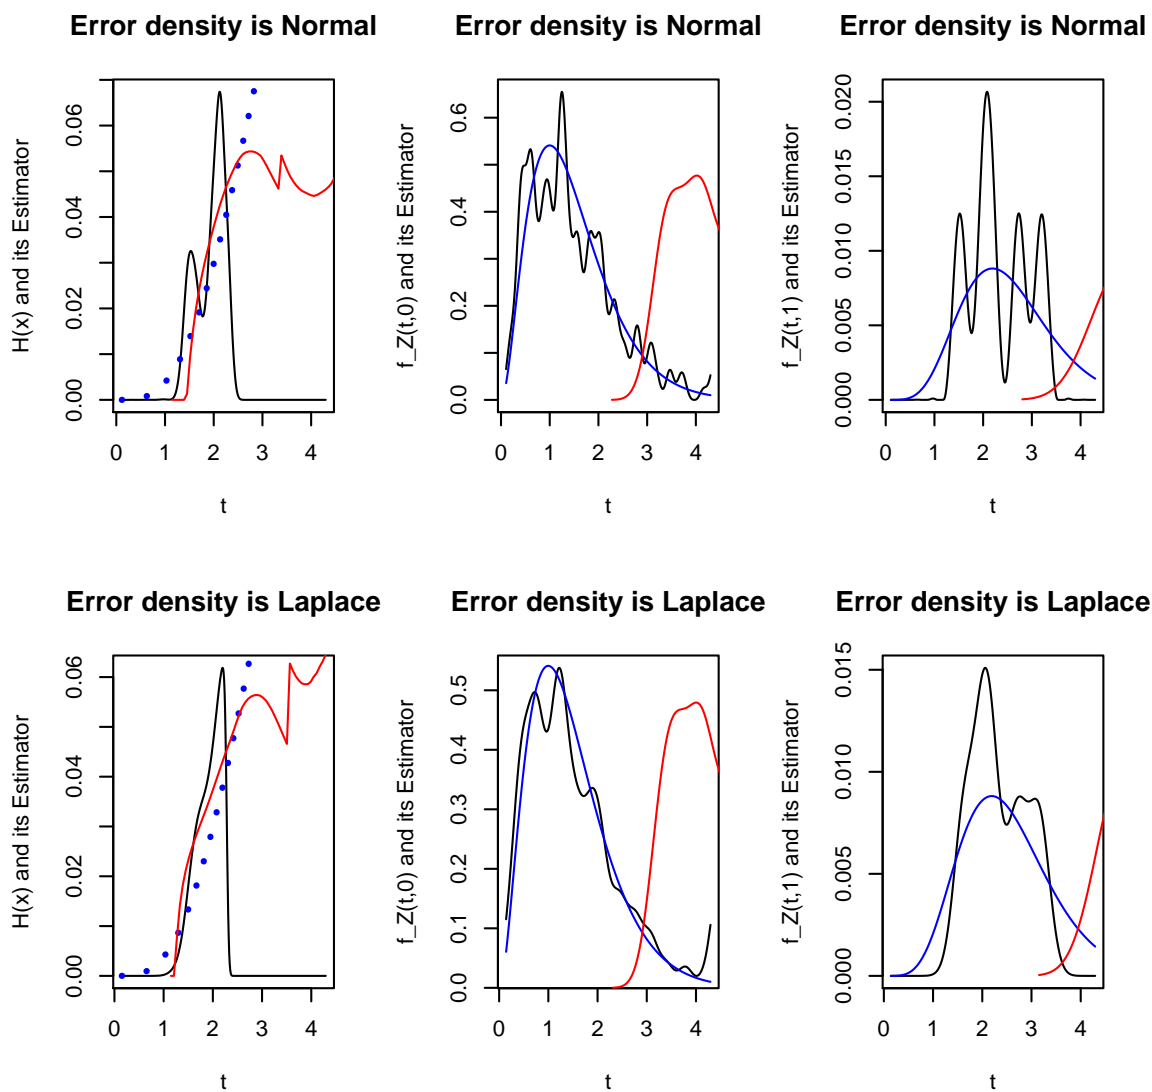 Error density is Normal
H(x) and its Estimator
0.00 0.02 0.04 0.06
0 1 2 3 4
t
Error density is Normal
f_Z(t,0) and its Estimator
0.0 0.2 0.4 0.6
0 1 2 3 4
t
Error density is Normal
f_Z(t,1) and its Estimator
0.000 0.005 0.010 0.015 0.020
0 1 2 3 4
t
Error density is Laplace
H(x) and its Estimator
0.00 0.02 0.04 0.06
0 1 2 3 4
t
Error density is Laplace
f_Z(t,0) and its Estimator
0.0 0.1 0.2 0.3 0.4 0.5
0 1 2 3 4
t
Error density is Laplace
f_Z(t,1) and its Estimator
0.000 0.005 0.010 0.015
0 1 2 3 4
t